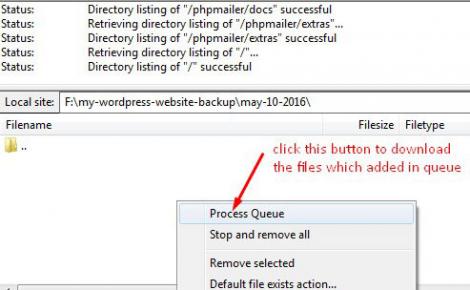 Status: Directory listing of "/phpmailer/docs" successful
Status: Retrieving directory listing of "/phpmailer/extras"...
Status: Directory listing of "/phpmailer/extras" successful
Status: Retrieving directory listing of "/"...
Status: Directory listing of "/" successful
Local site: F:\my-wordpress-website-backup\may-10-2016\
Filename Filesize Filetype
..
click this button to download
the files which added in queue
Process Queue
Stop and remove all
Remove selected
Default file exists action...